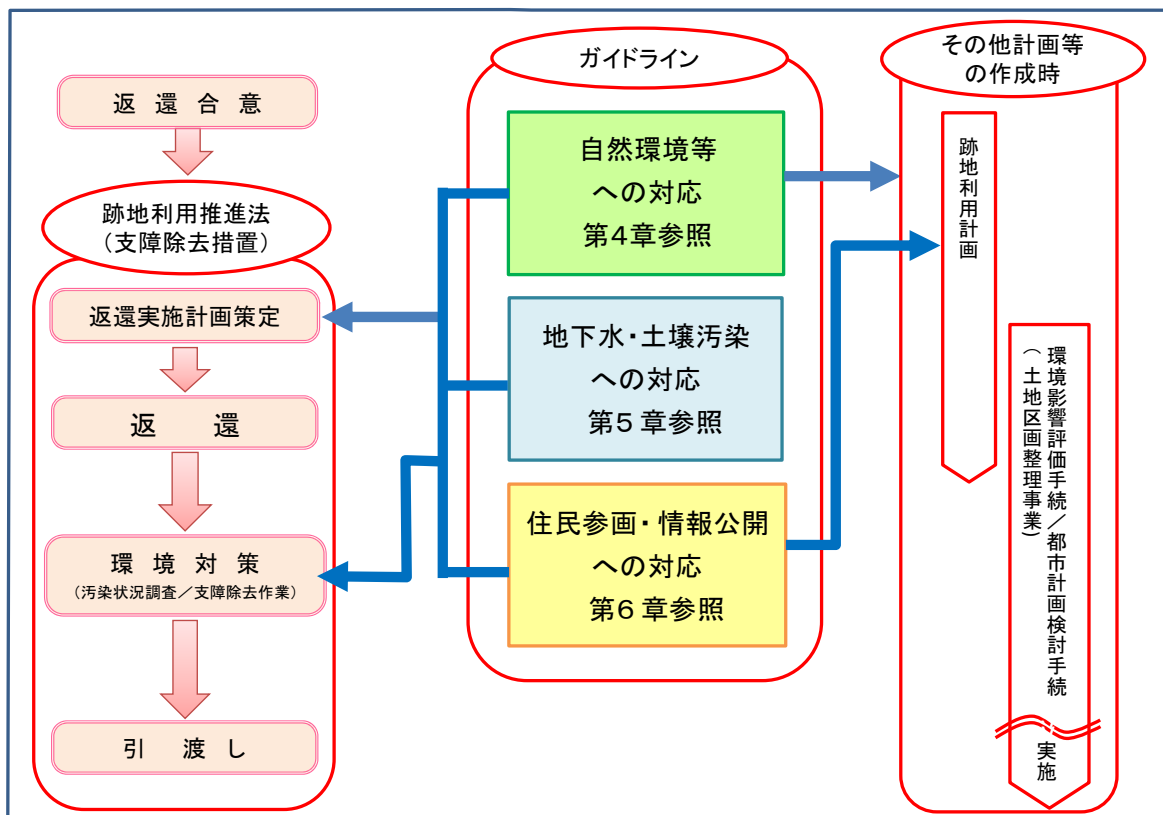 返還合意
跡地利用推進法
（支障除去措置）
返還実施計画策定
返還
環境対策
（汚染状況調査／支障除去作業）
引渡し
ガイドライン
自然環境等
への対応
第4章参照
地下水・土壌汚染
への対応
第5章参照
住民参画・情報公開
への対応
第6章参照
その他計画等
の作成時
跡地利用計画
環境影響評価手続／都市計画検討手続
（土地区画整理事業）
実施